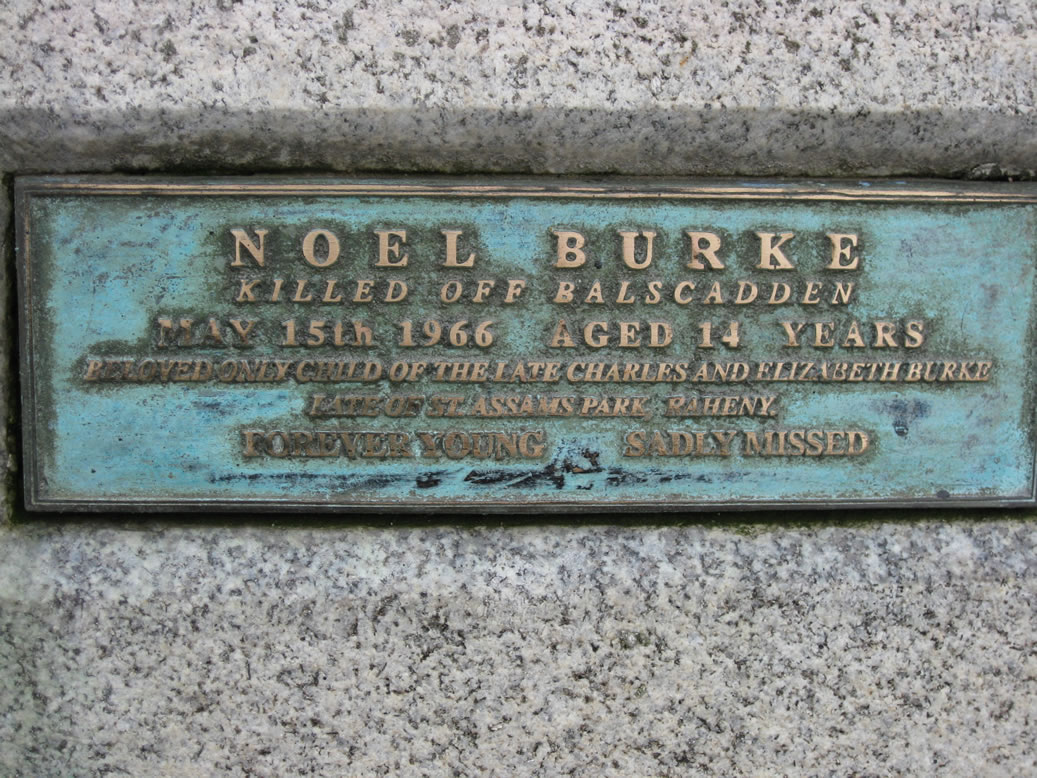 NOEL BURKE
KILLED OFF BALSCADDEN
MAY 15th 1966 AGED 14 YEARS
BELOVED ONLY CHILD OF THE LATE CHARLES AND ELIZABETH BURKE
LATE OF ST. ASSAMS PARK, RAHENY.
FOREVER YOUNG SADLY MISSED